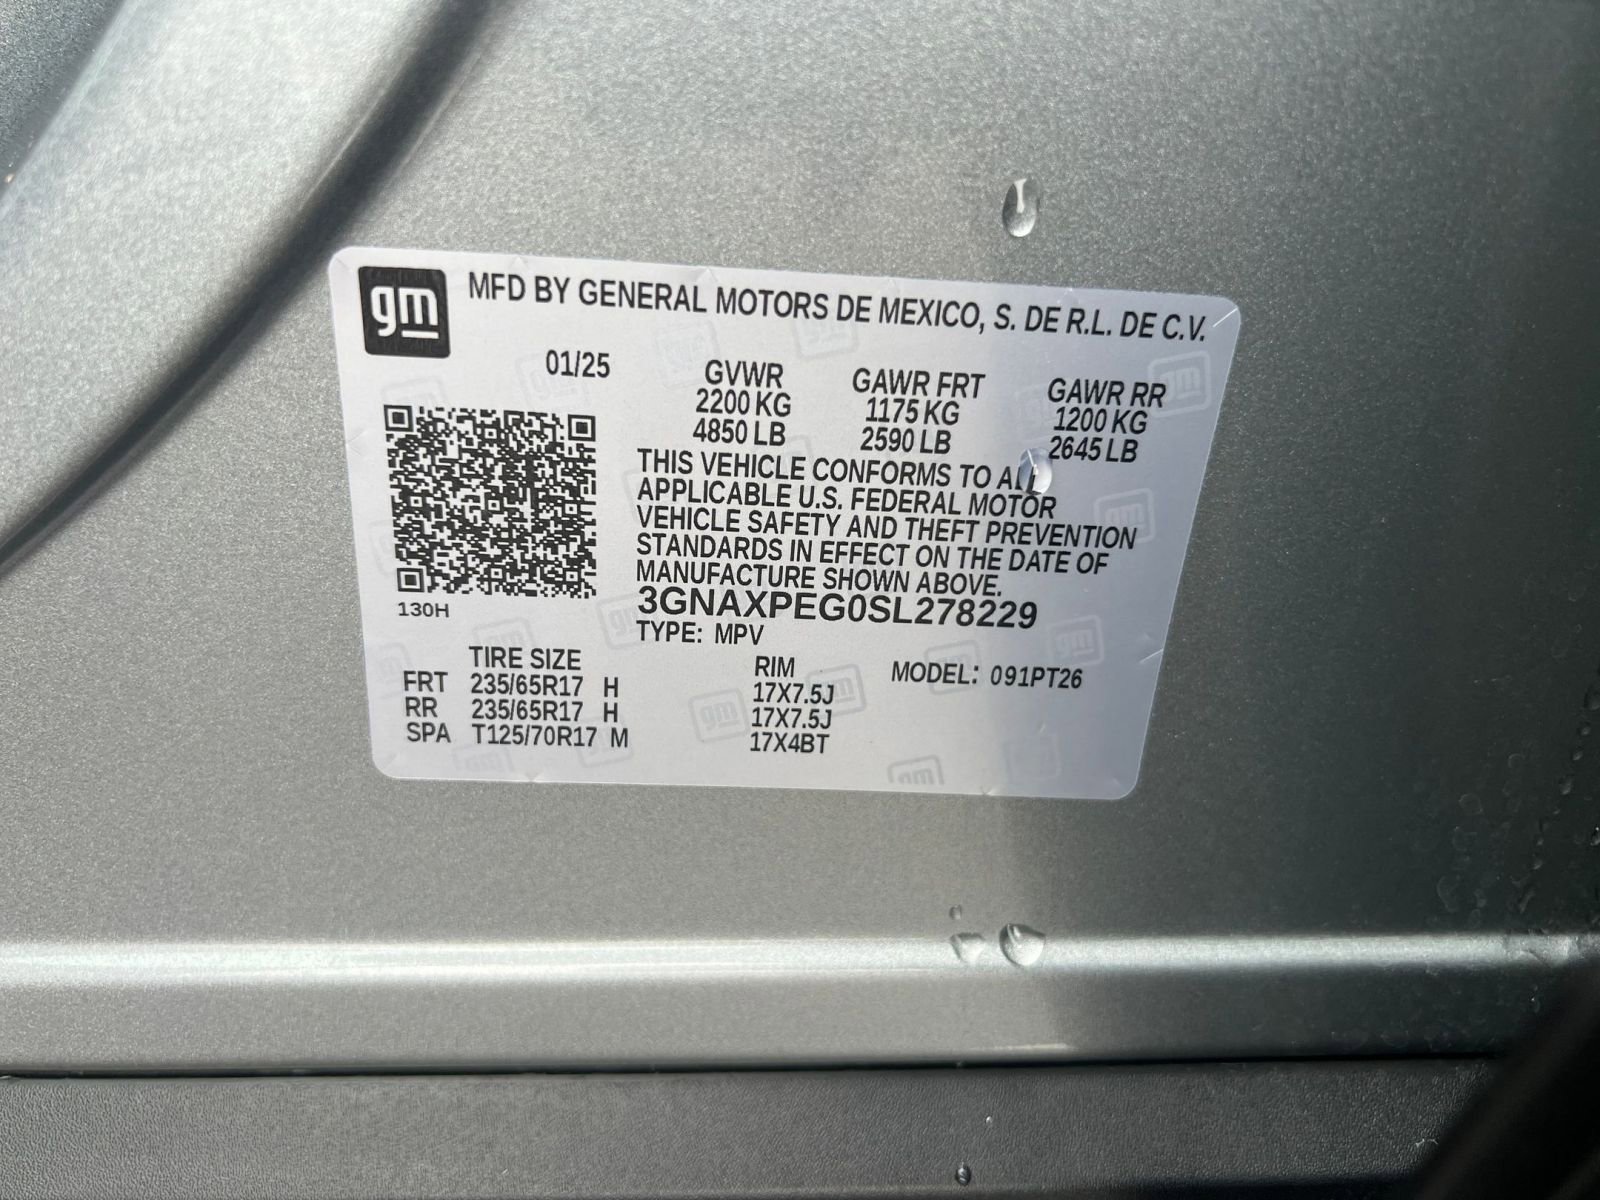 gm MFD BY GENERAL MOTORS DE MEXICO, S. DE R.L. DE C.V.
01/25 GVWR GAWR FRT GAWR RR
2200 KG 1175 KG 1200 KG
4850 LB 2590 LB 2645 LB
THIS VEHICLE CONFORMS TO ALL
APPLICABLE U.S. FEDERAL MOTOR
VEHICLE SAFETY AND THEFT PREVENTION
STANDARDS IN EFFECT ON THE DATE OF
MANUFACTURE SHOWN ABOVE.
130H 3GNAXPEG0SL278229
TYPE: MPV
TIRE SIZE RIM MODEL: 091PT26
FRT 235/65R17 H 17X7.5J
RR 235/65R17 H 17X7.5J
SPA T125/70R17 M 17X4BT